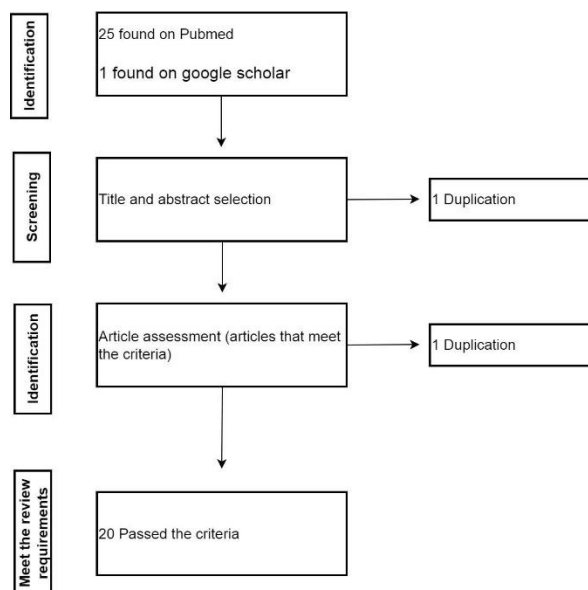 Identification
25 found on Pubmed
1 found on google scholar
Screening
Title and abstract selection
1 Duplication
Identification
Article assessment (articles that meet
the criteria)
1 Duplication
Meet the review
requirements
20 Passed the criteria